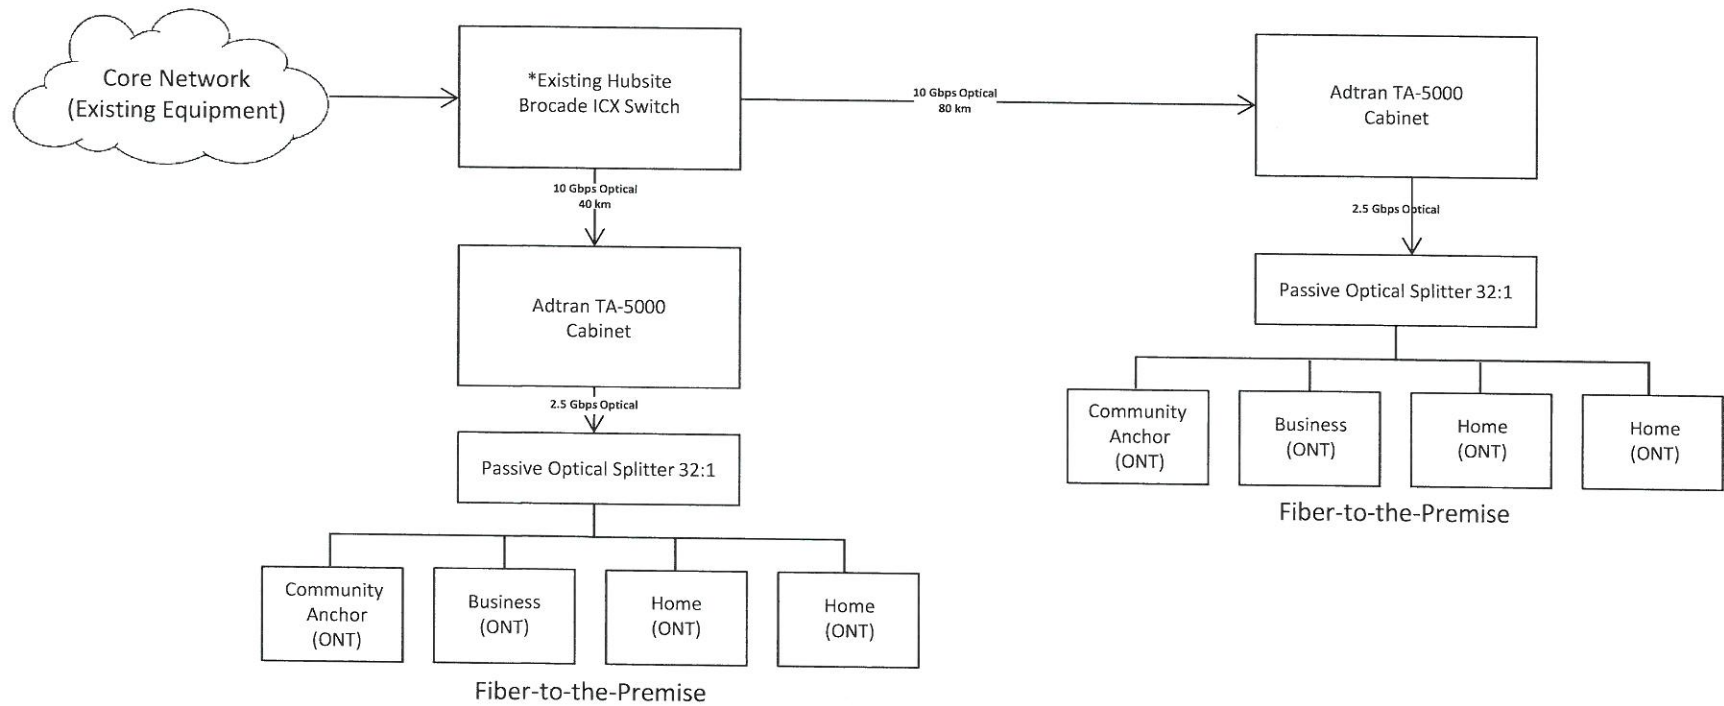 Core Network
(Existing Equipment)
*Existing Hubsite
Brocade ICX Switch
10 Gbps Optical
80 km
Adtran TA-5000
Cabinet
10 Gbps Optical
40 km
2.5 Gbps Optical
Adtran TA-5000
Cabinet
Passive Optical Splitter 32:1
2.5 Gbps Optical
Community
Anchor
(ONT)
Business
(ONT)
Home
(ONT)
Home
(ONT)
Fiber-to-the-Premise
Passive Optical Splitter 32:1
Community
Anchor
(ONT)
Business
(ONT)
Home
(ONT)
Home
(ONT)
Fiber-to-the-Premise